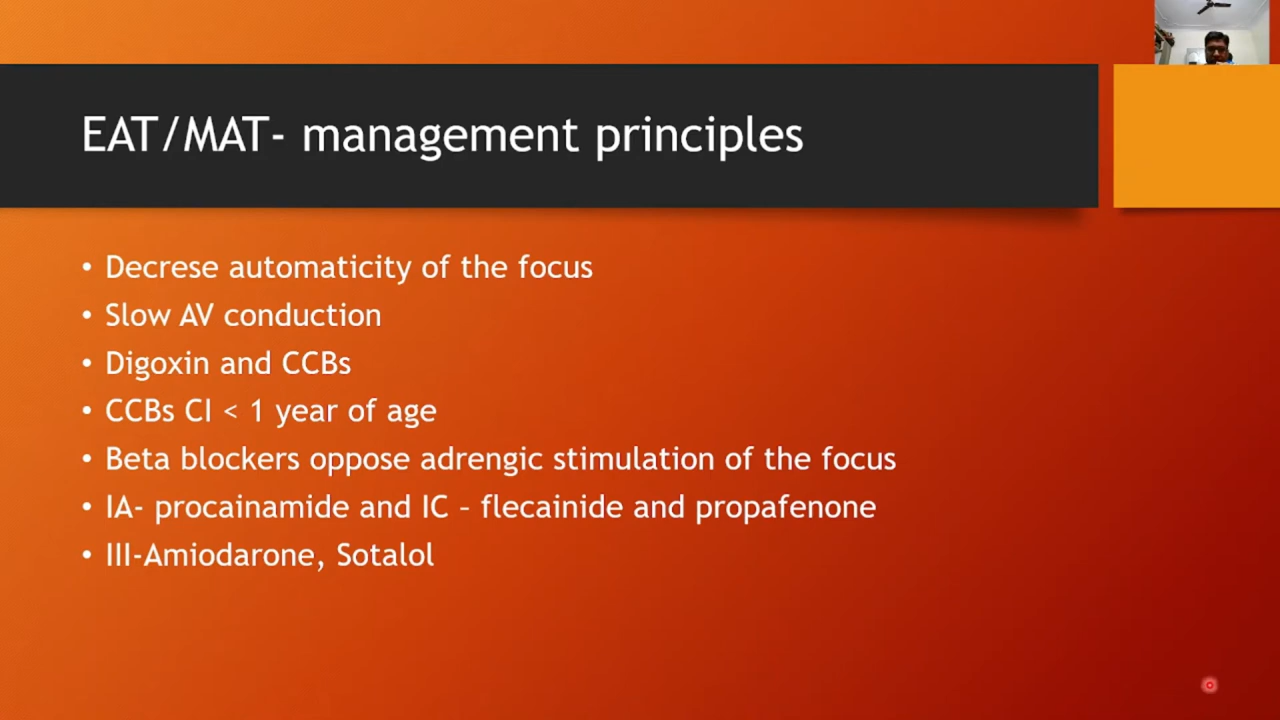 EAT/MAT- management principles
• Decrese automaticity of the focus
• Slow AV conduction
• Digoxin and CCBs
• CCBs CI < 1 year of age
• Beta blockers oppose adrengic stimulation of the focus
• IA- procainamide and IC – flecainide and propafenone
• III-Amiodarone, Sotalol